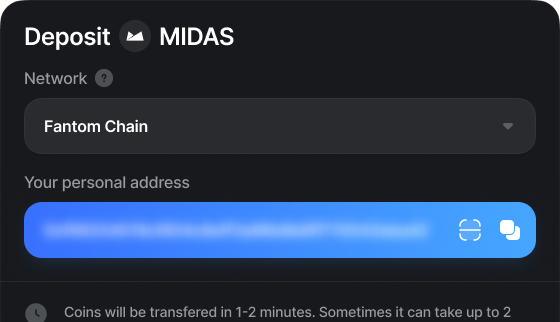 Deposit MIDAS
Network ?
Fantom Chain
Your personal address
Coins will be transfered in 1-2 minutes. Sometimes it can take up to 2